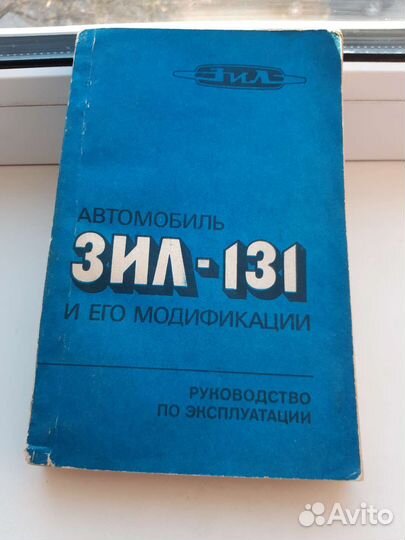 ЗИЛ
АВТОМОБИЛЬ
ЗИЛ-131
И ЕГО МОДИФИКАЦИИ
РУКОВОДСТВО
ПО ЭКСПЛУАТАЦИИ
Avito